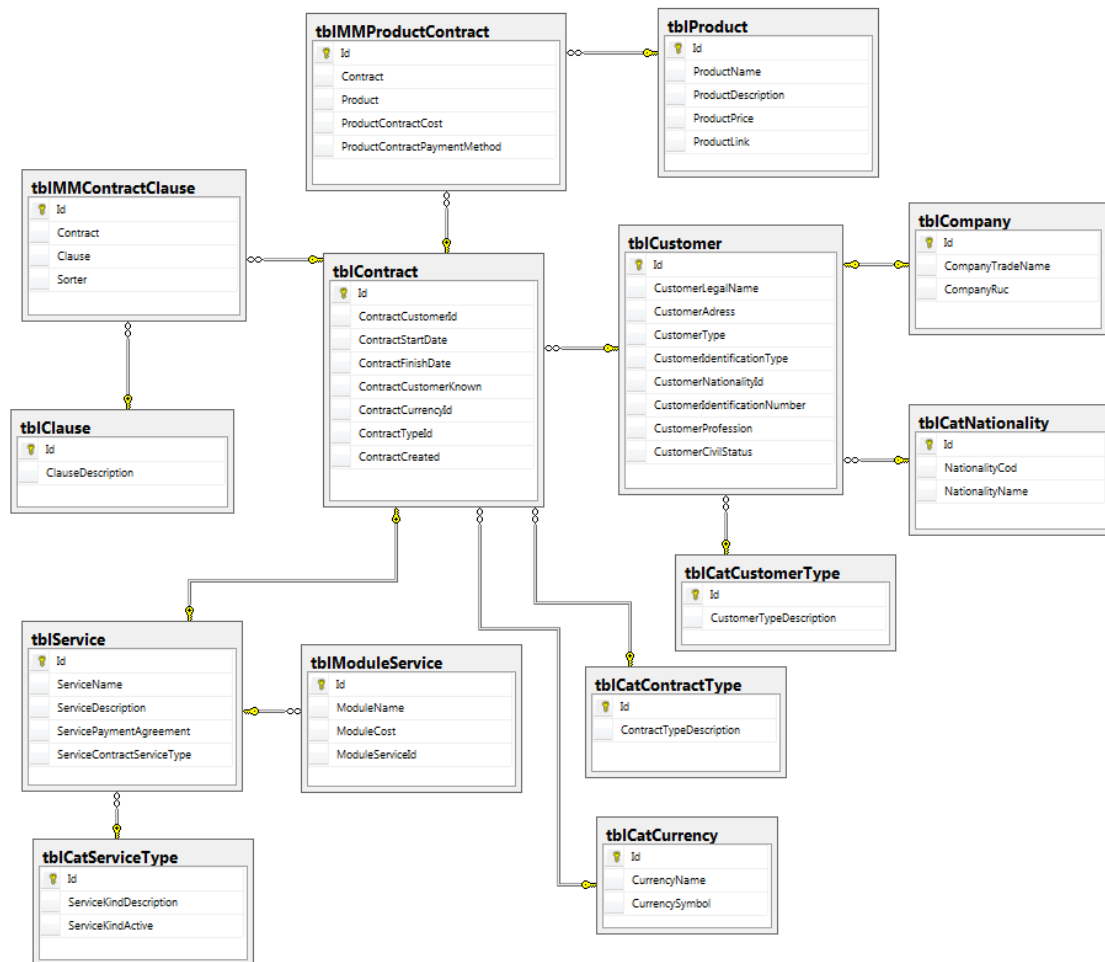 tblMMProductContract
Id
Contract
Product
ProductContractCost
ProductContractPaymentMethod
tblProduct
Id
ProductName
ProductDescription
ProductPrice
ProductLink
tblMMContractClause
Id
Contract
Clause
Sorter
tblContract
Id
ContractCustomerId
ContractStartDate
ContractFinishDate
ContractCustomerKnown
ContractCurrencyId
ContractTypeId
ContractCreated
tblCustomer
Id
CustomerLegalName
CustomerAdress
CustomerType
CustomerIdentificationType
CustomerNationalityId
CustomerIdentificationNumber
CustomerProfession
CustomerCivilStatus
tblCompany
Id
CompanyTradeName
CompanyRuc
tblClause
Id
ClauseDescription
tblCatNationality
Id
NationalityCod
NationalityName
tblCatCustomerType
Id
CustomerTypeDescription
tblService
Id
ServiceName
ServiceDescription
ServicePaymentAgreement
ServiceContractServiceType
tblModuleService
Id
ModuleName
ModuleCost
ModuleServiceId
tblCatContractType
Id
ContractTypeDescription
tblCatServiceType
Id
ServiceKindDescription
ServiceKindActive
tblCatCurrency
Id
CurrencyName
CurrencySymbol